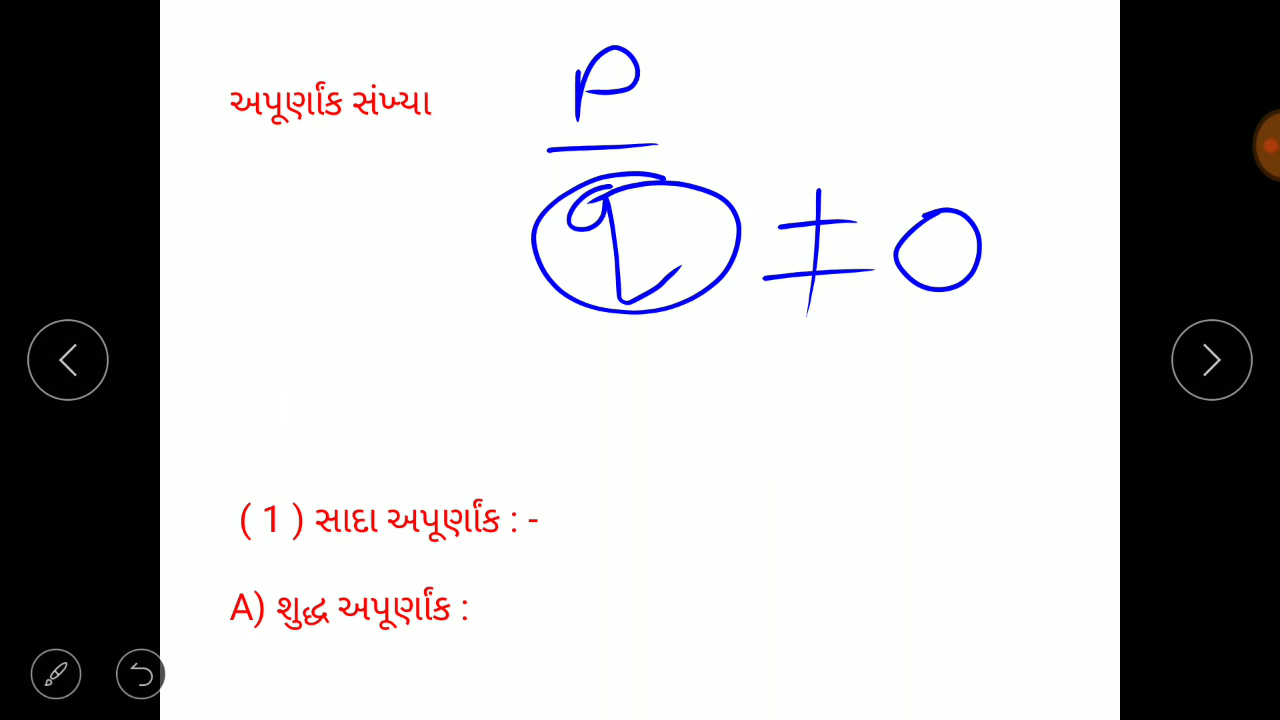 અપૂર્ણાંક સંખ્યા
P
q ≠ 0
( 1 ) સાદા અપૂર્ણાંક : -
A) શુદ્ધ અપૂર્ણાંક :